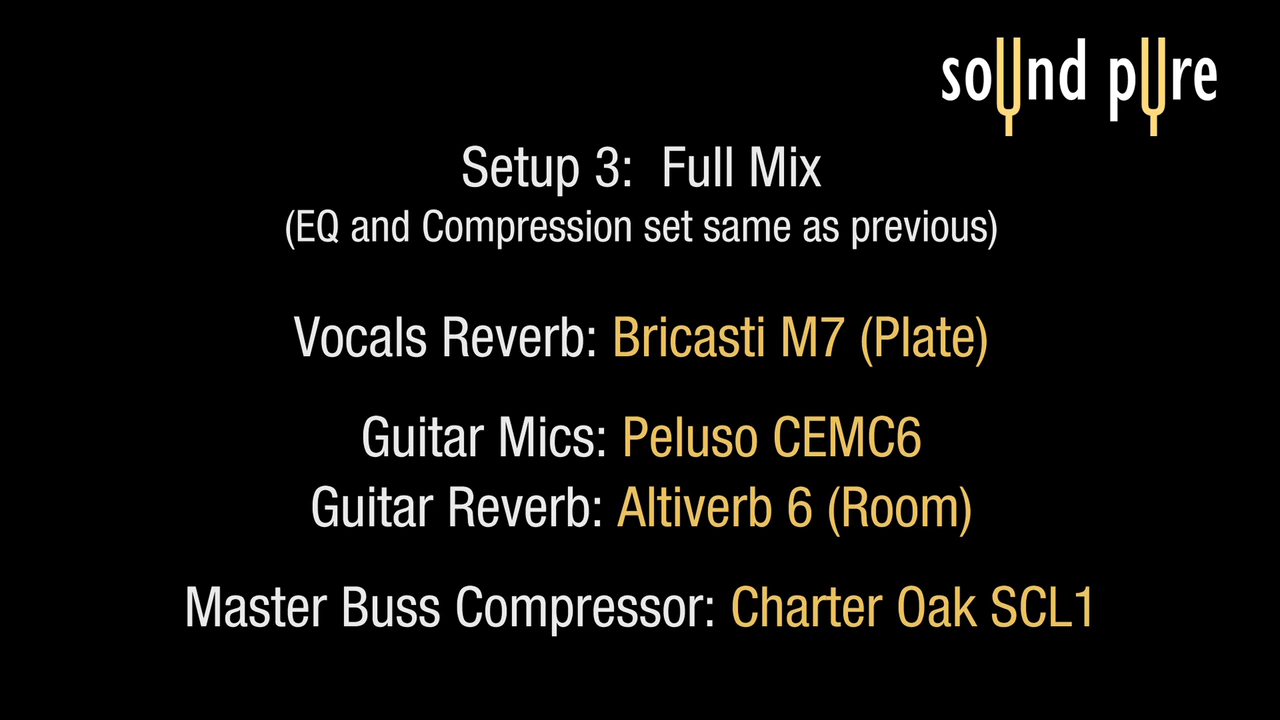 sound pure
Setup 3: Full Mix
(EQ and Compression set same as previous)
Vocals Reverb: Bricasti M7 (Plate)
Guitar Mics: Peluso CEMC6
Guitar Reverb: Altiverb 6 (Room)
Master Buss Compressor: Charter Oak SCL1